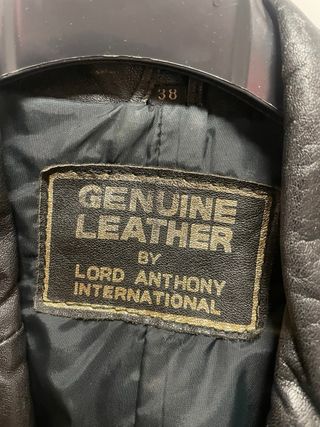 38
GENUINE
LEATHER
BY
LORD ANTHONY
INTERNATIONAL